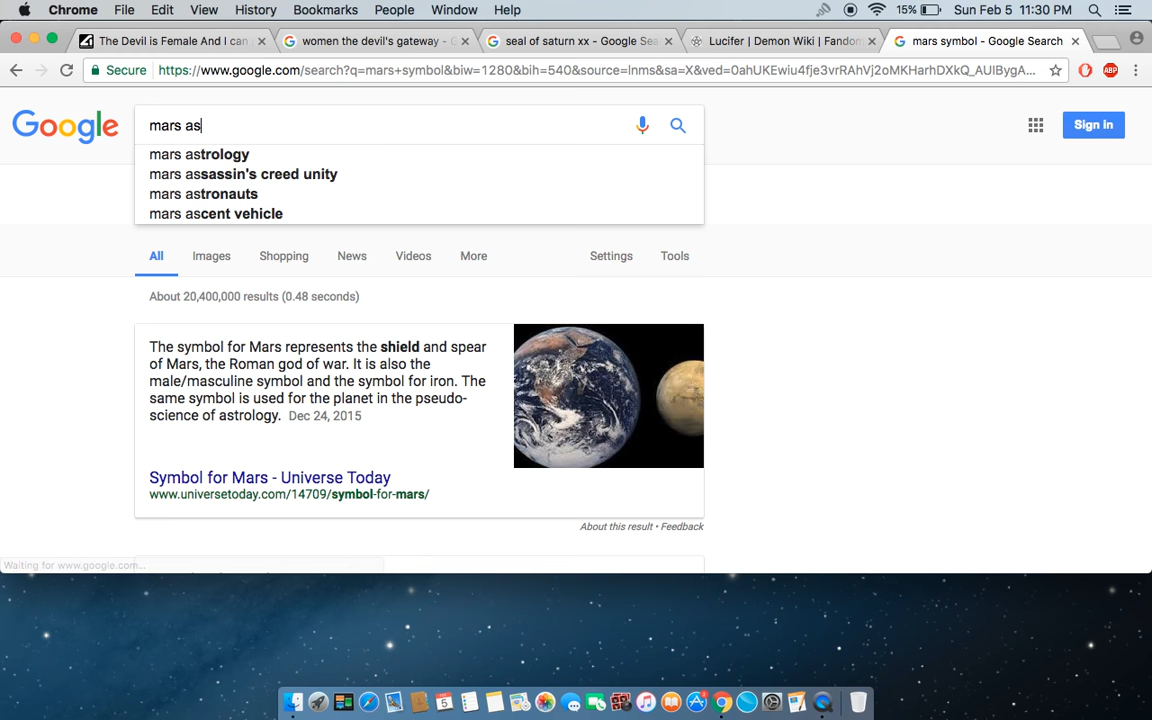 Chrome File Edit View History Bookmarks People Window Help 15% Sun Feb 5 11:30 PM
The Devil is Female And I can women the devil's gateway - G seal of saturn xx - Google Sea Lucifer | Demon Wiki | Fandom mars symbol - Google Search
Secure https://www.google.com/search?q=mars+symbol&biw=1280&bih=540&source=lnms&sa=X&ved=0ahUKEwiu4fje3vrRAhVj2oMKHarhDXkQ_AUIBygA... ABP
Google mars as Sign in
mars astrology
mars assassin's creed unity
mars astronauts
mars ascent vehicle
All Images Shopping News Videos More Settings Tools
About 20,400,000 results (0.48 seconds)
The symbol for Mars represents the shield and spear
of Mars, the Roman god of war. It is also the
male/masculine symbol and the symbol for iron. The
same symbol is used for the planet in the pseudo-
science of astrology. Dec 24, 2015
Symbol for Mars - Universe Today
www.universetoday.com/14709/symbol-for-mars/
About this result • Feedback
Waiting for www.google.com...
5